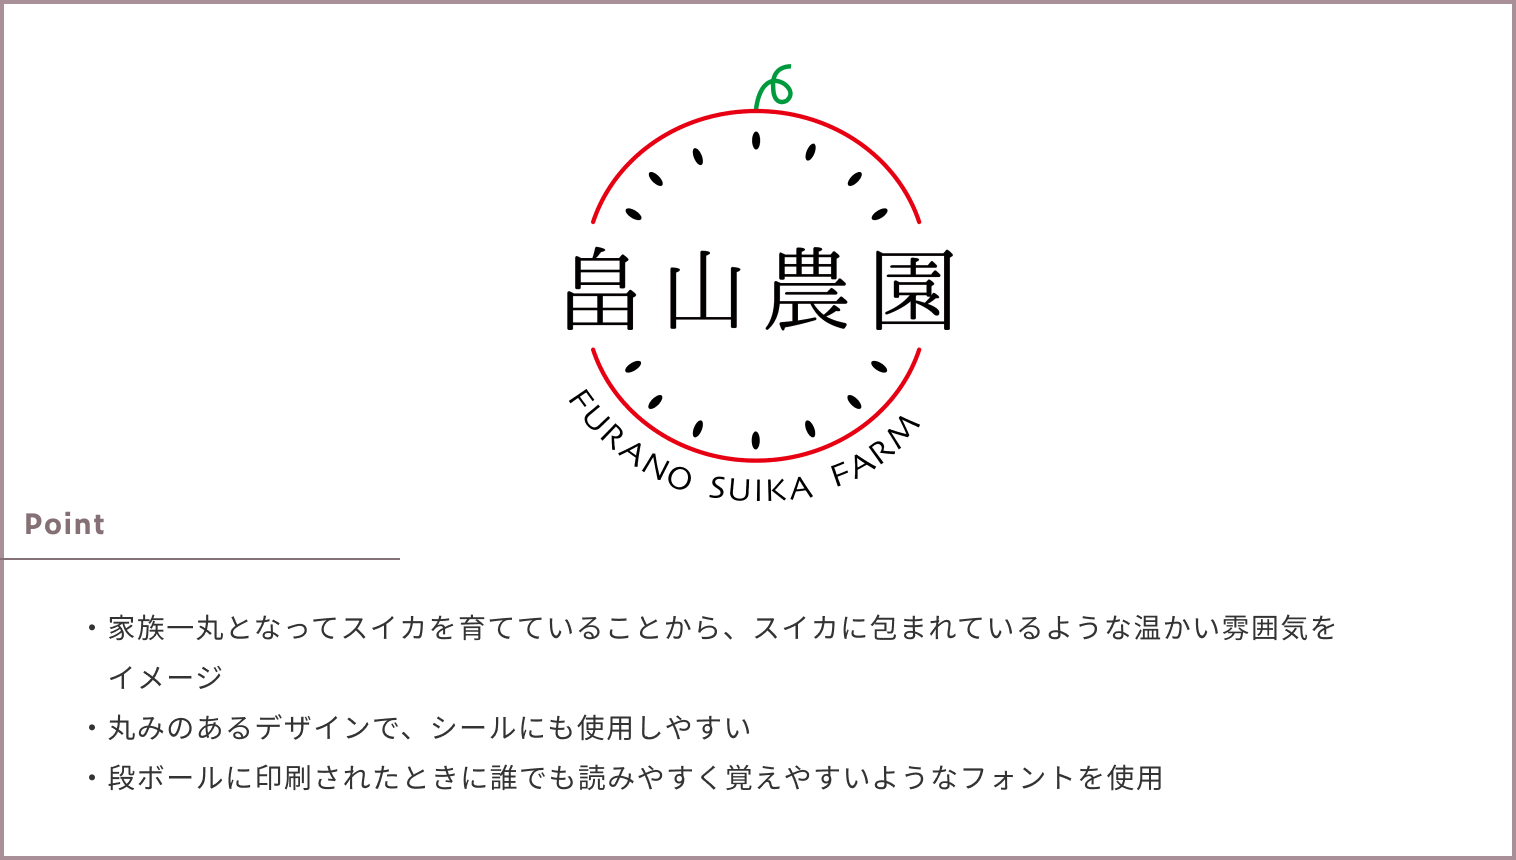 畠山農園
FURANO SUIKA FARM
Point
・家族一丸となってスイカを育てていることから、スイカに包まれているような温かい雰囲気を
イメージ
・丸みのあるデザインで、シールにも使用しやすい
・段ボールに印刷されたときに誰でも読みやすく覚えやすいようなフォントを使用